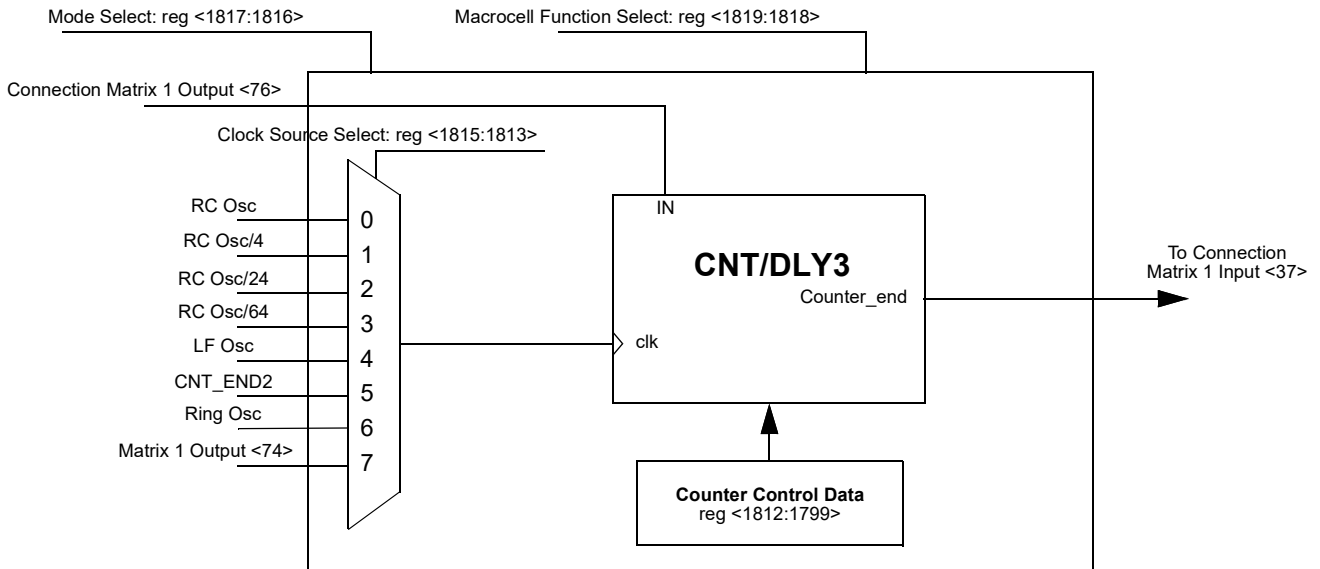 Mode Select: reg <1817:1816>
Macrocell Function Select: reg <1819:1818>
Connection Matrix 1 Output <76>
Clock Source Select: reg <1815:1813>
RC Osc
0
RC Osc/4
1
RC Osc/24
2
RC Osc/64
3
LF Osc
4
CNT_END2
5
Ring Osc
6
Matrix 1 Output <74>
7
IN
CNT/DLY3
Counter_end
clk
To Connection
Matrix 1 Input <37>
Counter Control Data
reg <1812:1799>